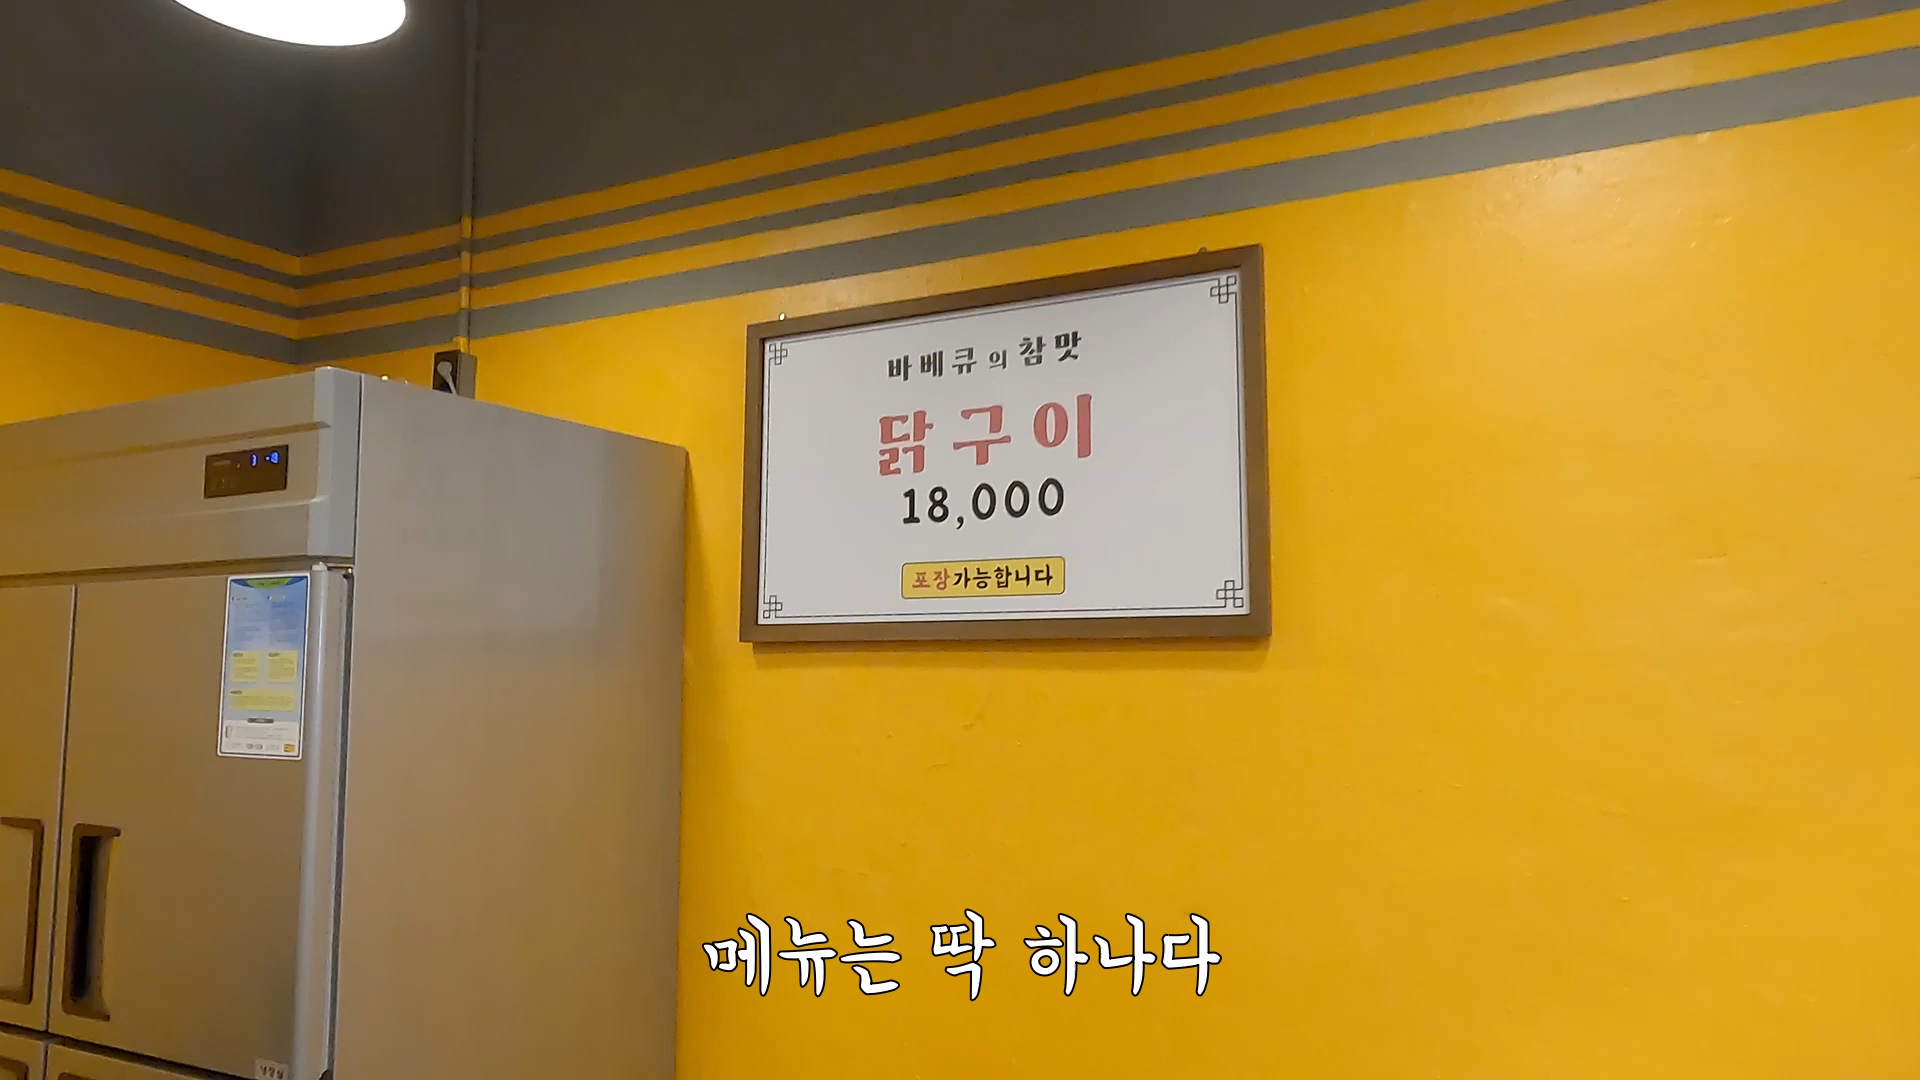 바베큐의 참맛
닭구이
18,000
포장가능합니다
메뉴는 딱 하나다